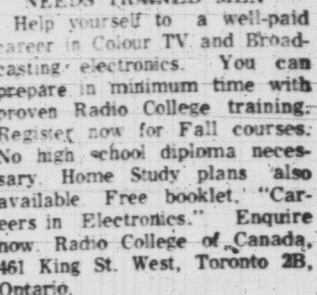 NEEDS TRAINED MEN
Help yourself to a well-paid
career in Colour TV and Broad-
casting electronics. You can
prepare in minimum time with
proven Radio College training.
Register now for Fall courses.
No high school diploma neces-
sary. Home Study plans also
available. Free booklet, "Car-
eers in Electronics." Enquire
now. Radio College of Canada,
461 King St. West, Toronto 2B,
Ontario.